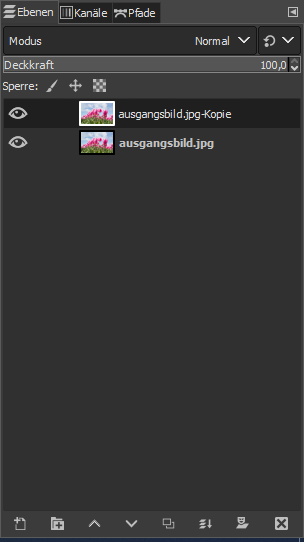 Ebenen Kanäle Pfade
Modus Normal
Deckkraft 100,0
Sperre:
ausgangsbild.jpg-Kopie
ausgangsbild.jpg